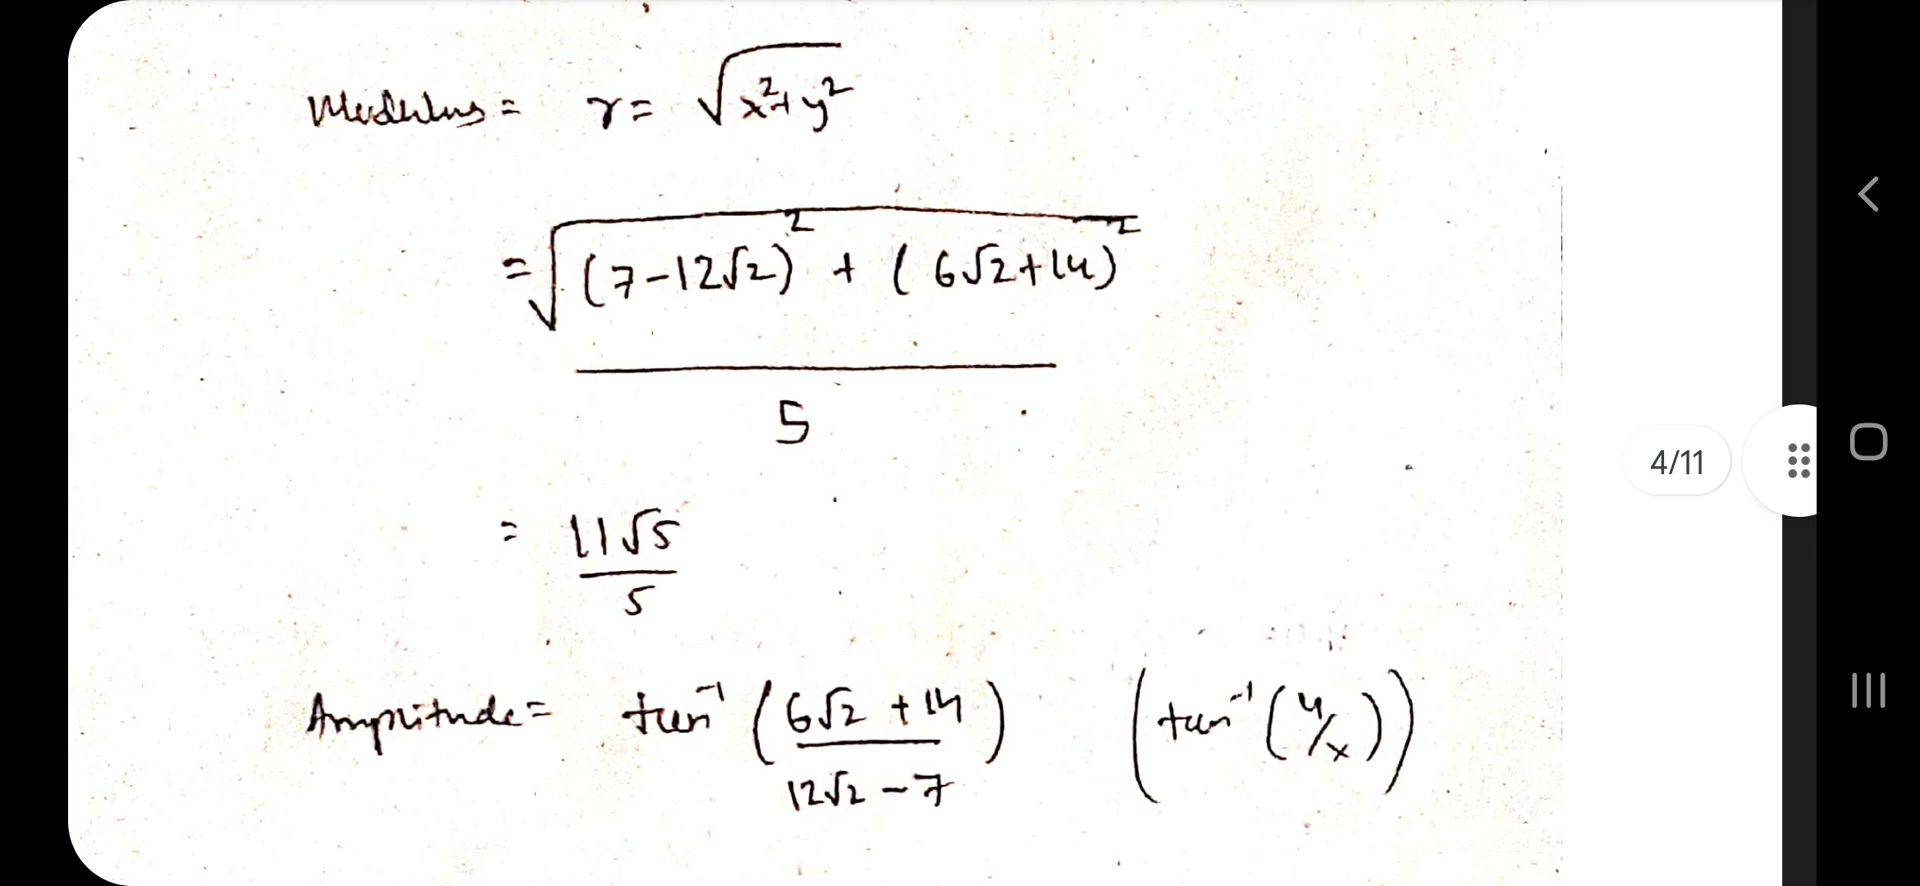 Modulus = r = √x²+y²
= √(7-12√2)² + (6√2+14)²
5
= 11√5
5
Amplitude = tan⁻¹ (6√2 + 14 / 12√2 - 7) (tan⁻¹ (y/x))
4/11